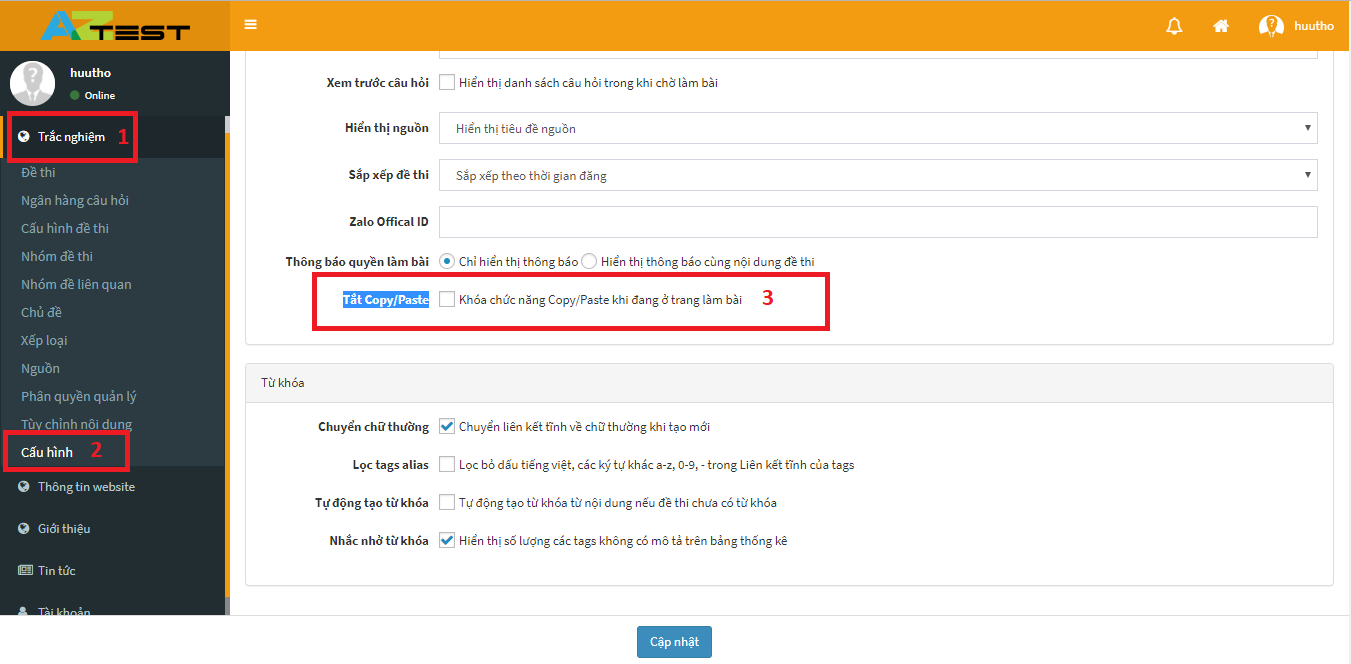 AZTEST
huutho
huutho
Online
Trắc nghiệm 1
Đề thi
Ngân hàng câu hỏi
Cấu hình đề thi
Nhóm đề thi
Nhóm đề liên quan
Chủ đề
Xếp loại
Nguồn
Phân quyền quản lý
Tùy chỉnh nội dung
Cấu hình 2
Thông tin website
Giới thiệu
Tin tức
Tài khoản
Xem trước câu hỏi Hiển thị danh sách câu hỏi trong khi chờ làm bài
Hiển thị nguồn Hiển thị tiêu đề nguồn
Sắp xếp đề thi Sắp xếp theo thời gian đăng
Zalo Offical ID
Thông báo quyền làm bài Chỉ hiển thị thông báo Hiển thị thông báo cùng nội dung đề thi
Tắt Copy/Paste Khóa chức năng Copy/Paste khi đang ở trang làm bài 3
Từ khóa
Chuyển chữ thường Chuyển liên kết tĩnh về chữ thường khi tạo mới
Lọc tags alias Lọc bỏ dấu tiếng việt, các ký tự khác a-z, 0-9, - trong Liên kết tĩnh của tags
Tự động tạo từ khóa Tự động tạo từ khóa từ nội dung nếu đề thi chưa có từ khóa
Nhắc nhở từ khóa Hiển thị số lượng các tags không có mô tả trên bảng thống kê
Cập nhật